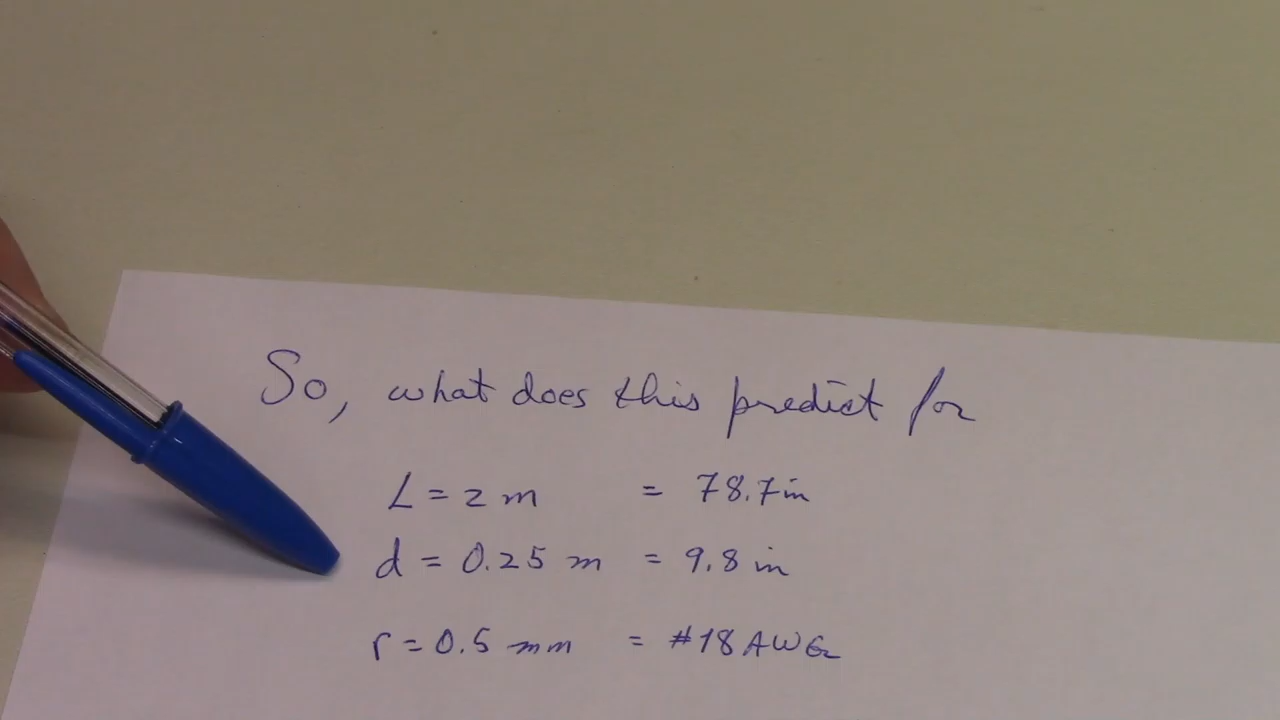 So, what does this predict for
L = 2 m = 78.7 in
d = 0.25 m = 9.8 in
r = 0.5 mm = #18 AWG